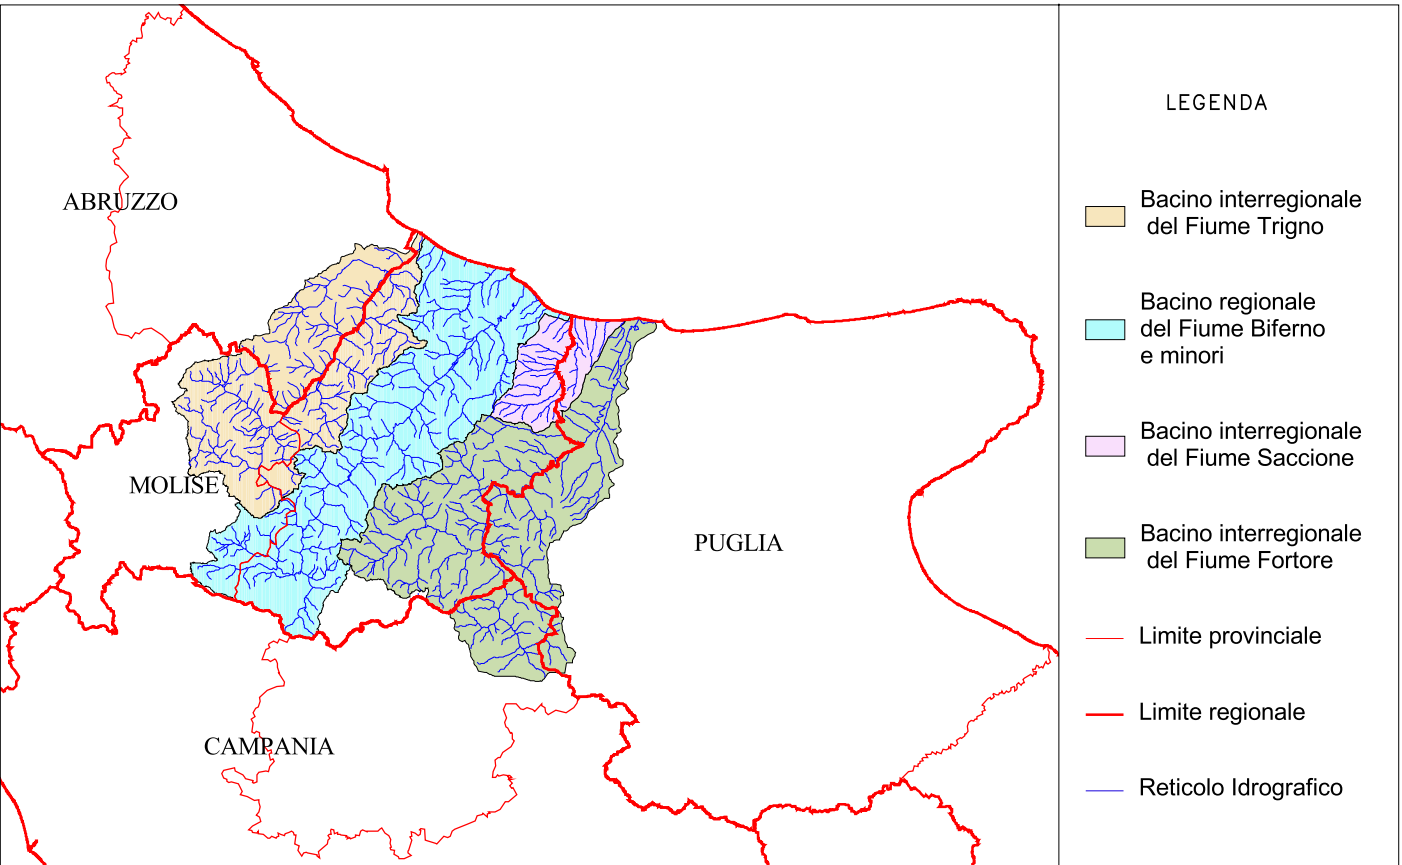 ABRUZZO
MOLISE
PUGLIA
CAMPANIA
LEGENDA
Bacino interregionale
del Fiume Trigno
Bacino regionale
del Fiume Biferno
e minori
Bacino interregionale
del Fiume Saccione
Bacino interregionale
del Fiume Fortore
Limite provinciale
Limite regionale
Reticolo Idrografico